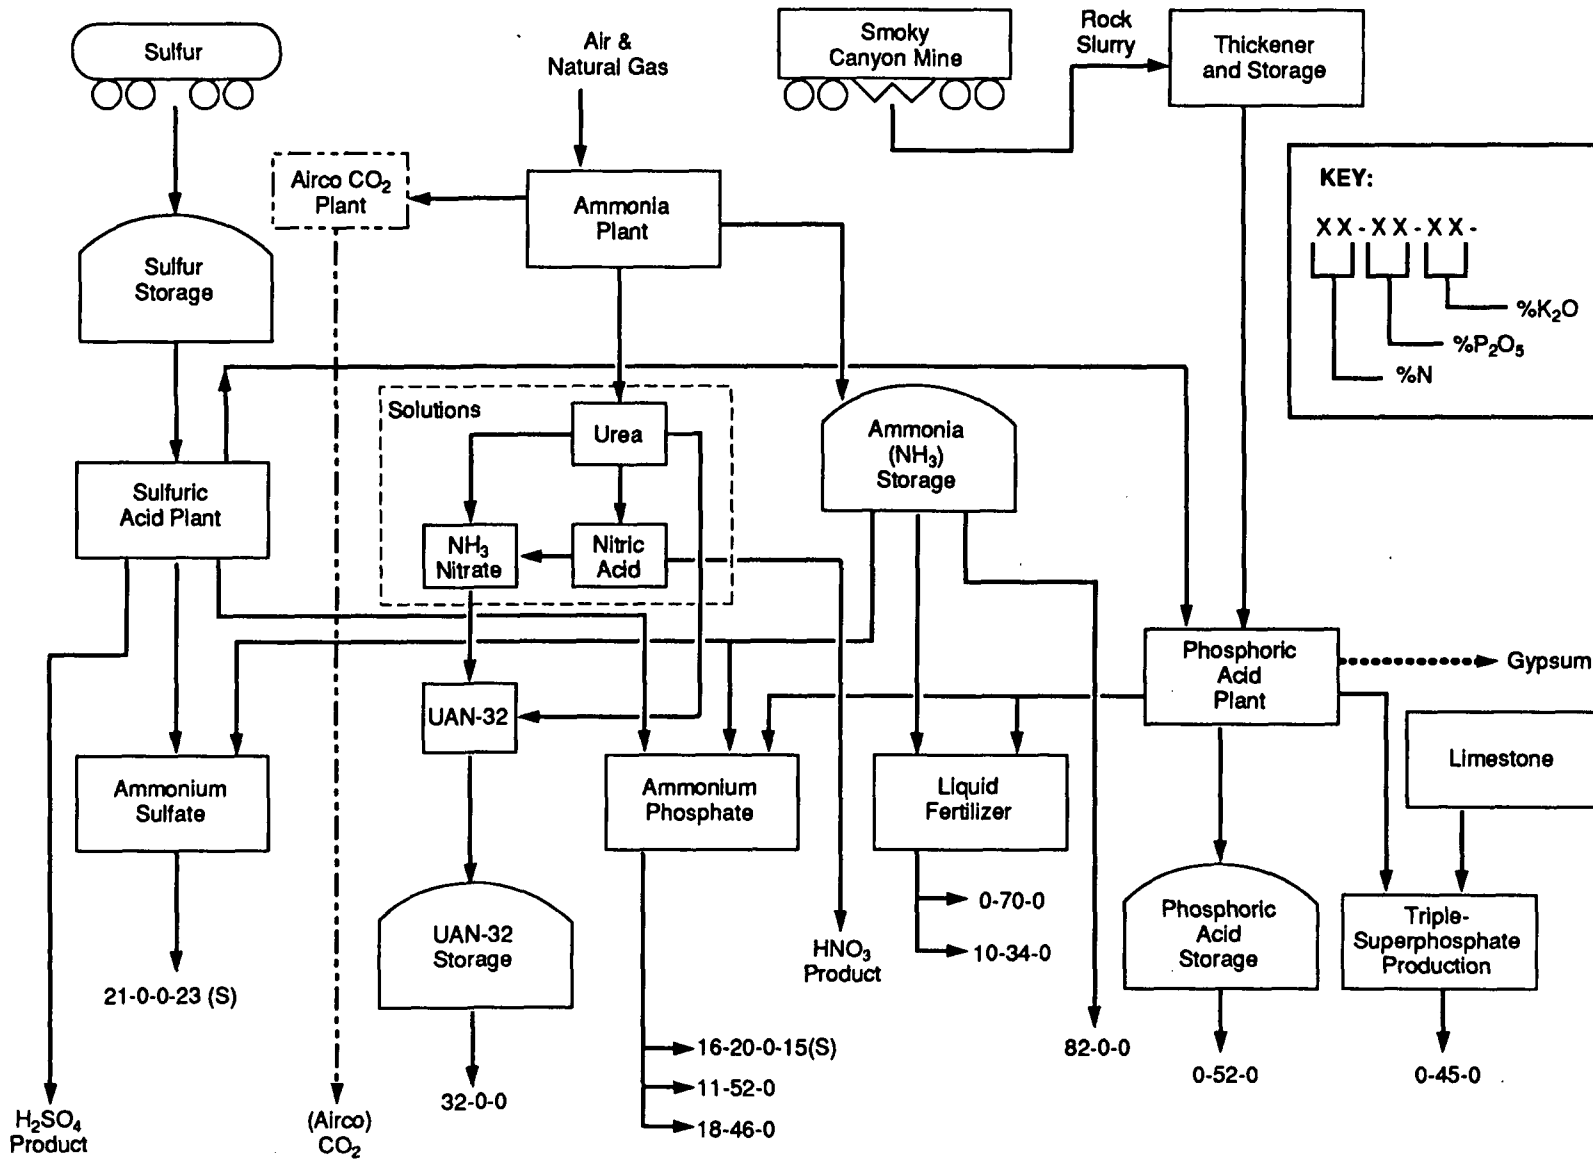 Sulfur
Air &
Natural Gas
Smoky
Canyon Mine
Rock
Slurry
Thickener
and Storage
Airco CO₂
Plant
Ammonia
Plant
KEY:
XX-XX-XX-
%K₂O
%P₂O₅
%N
Sulfur
Storage
Solutions
Urea
Ammonia
(NH₃)
Storage
Sulfuric
Acid Plant
NH₃
Nitrate
Nitric
Acid
Phosphoric
Acid
Plant
Gypsum
UAN-32
Limestone
Ammonium
Sulfate
Ammonium
Phosphate
Liquid
Fertilizer
0-70-0
10-34-0
UAN-32
Storage
HNO₃
Product
Phosphoric
Acid
Storage
Triple-
Superphosphate
Production
21-0-0-23 (S)
16-20-0-15(S)
11-52-0
18-46-0
82-0-0
0-52-0
0-45-0
32-0-0
H₂SO₄
Product
(Airco)
CO₂